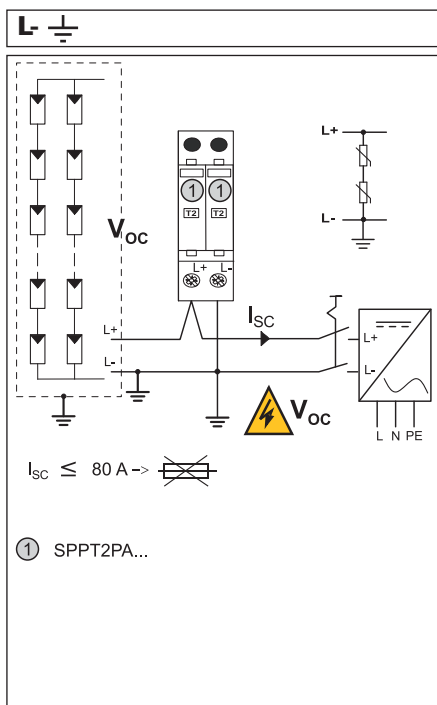 L-
L+
L-
1 1
T2 T2
VOC
L+ L-
ISC
L+
L-
L+
L-
VOC
L N PE
ISC ≤ 80 A ->
1 SPPT2PA...